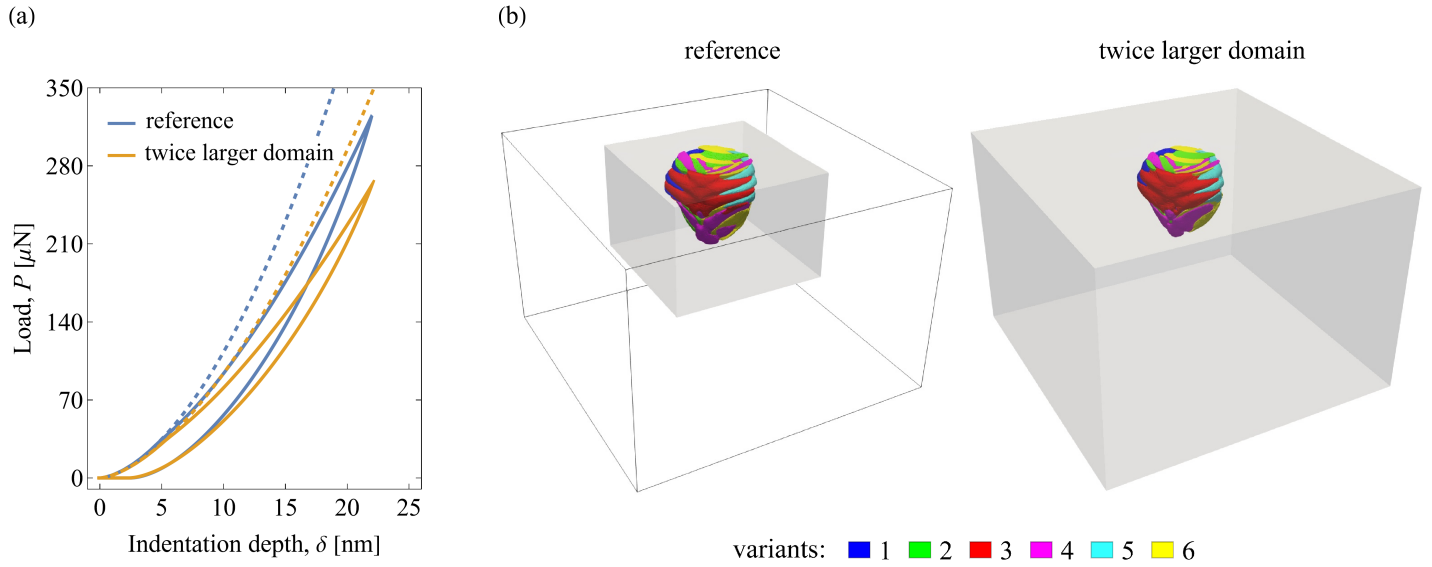 (a)
350
280
210
140
70
0
0 5 10 15 20 25
Load, P [μN]
Indentation depth, δ [nm]
reference
twice larger domain
(b)
reference
twice larger domain
variants: 1 2 3 4 5 6